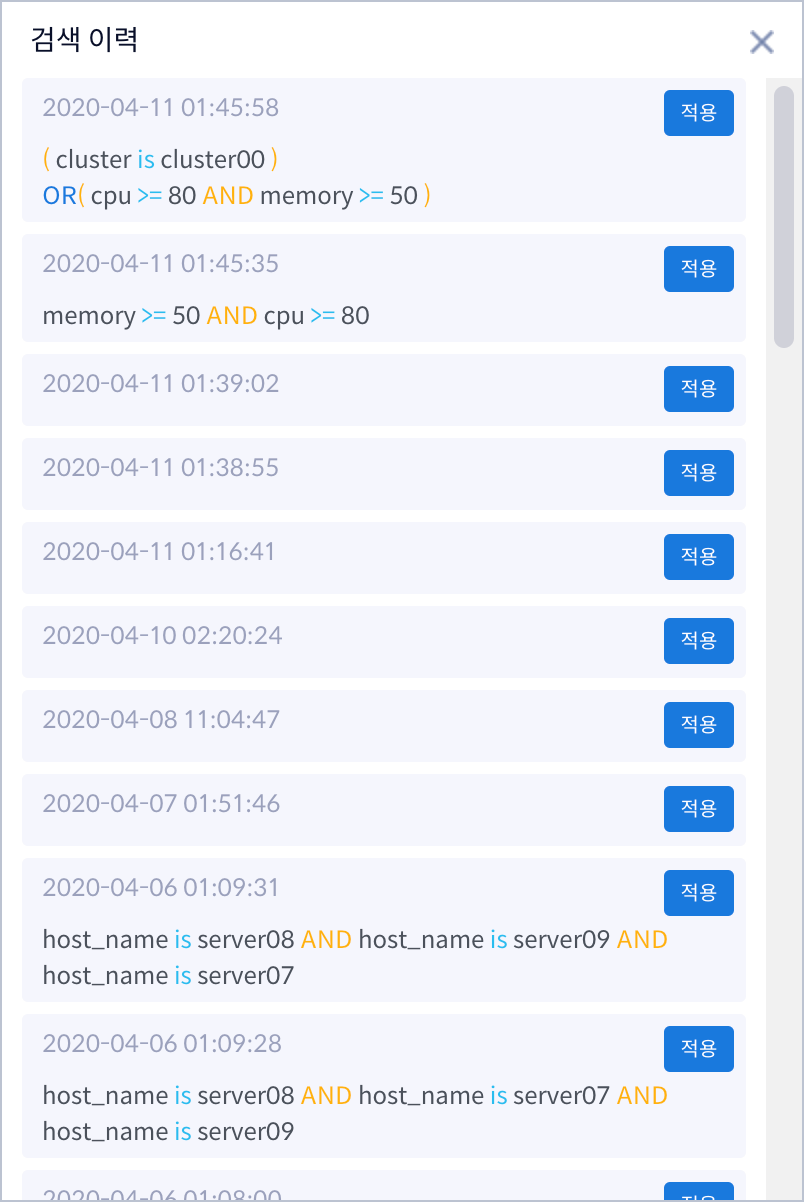 검색 이력
2020-04-11 01:45:58
적용
( cluster is cluster00 )
OR( cpu >= 80 AND memory >= 50 )
2020-04-11 01:45:35
적용
memory >= 50 AND cpu >= 80
2020-04-11 01:39:02
적용
2020-04-11 01:38:55
적용
2020-04-11 01:16:41
적용
2020-04-10 02:20:24
적용
2020-04-08 11:04:47
적용
2020-04-07 01:51:46
적용
2020-04-06 01:09:31
적용
host_name is server08 AND host_name is server09 AND
host_name is server07
2020-04-06 01:09:28
적용
host_name is server08 AND host_name is server07 AND
host_name is server09
2020-04-06 01:08:00
적용